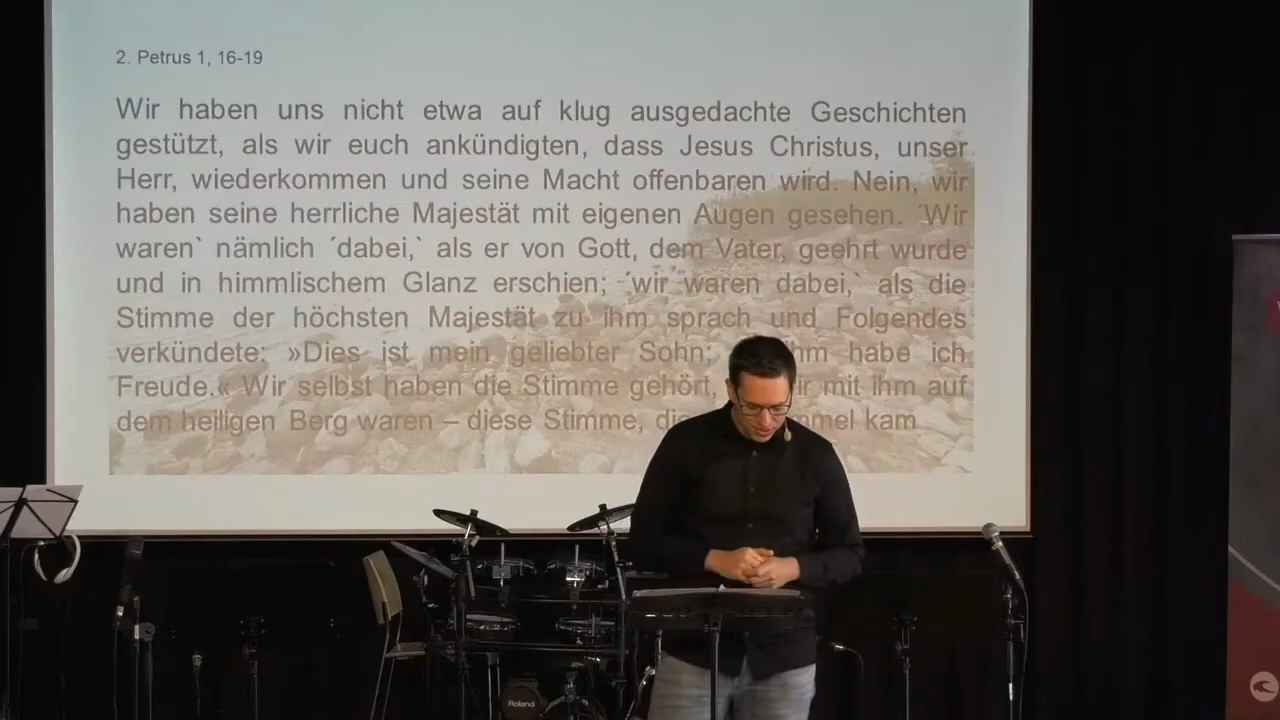 2. Petrus 1, 16-19
Wir haben uns nicht etwa auf klug ausgedachte Geschichten
gestützt, als wir euch ankündigten, dass Jesus Christus, unser
Herr, wiederkommen und seine Macht offenbaren wird. Nein, wir
haben seine herrliche Majestät mit eigenen Augen gesehen. ´Wir
waren` nämlich ´dabei,` als er von Gott, dem Vater, geehrt wurde
und in himmlischem Glanz erschien; ´wir waren dabei,` als die
Stimme der höchsten Majestät zu ihm sprach und Folgendes
verkündete: »Dies ist mein geliebter Sohn; habe ich
Freude.« Wir selbst haben die Stimme gehört, mit ihm auf
dem heiligen Berg waren – diese Stimme, kam
Roland